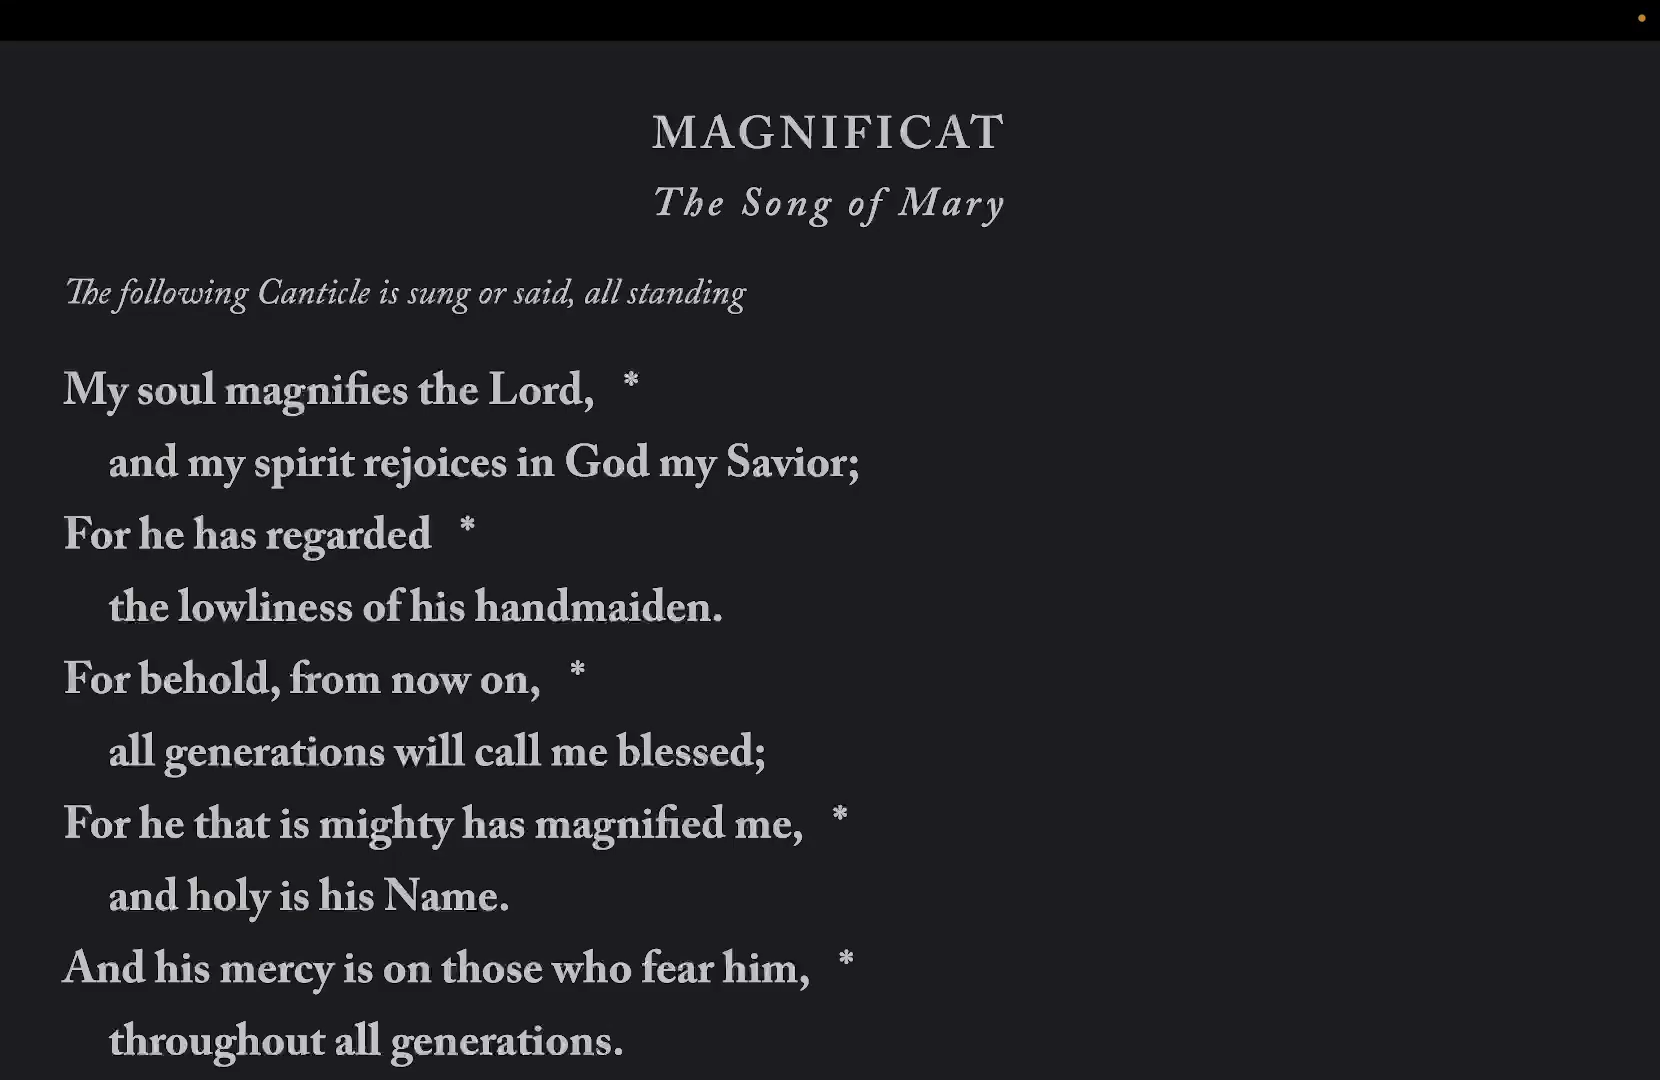 MAGNIFICAT
The Song of Mary
The following Canticle is sung or said, all standing
My soul magnifies the Lord, *
and my spirit rejoices in God my Savior;
For he has regarded *
the lowliness of his handmaiden.
For behold, from now on, *
all generations will call me blessed;
For he that is mighty has magnified me, *
and holy is his Name.
And his mercy is on those who fear him, *
throughout all generations.